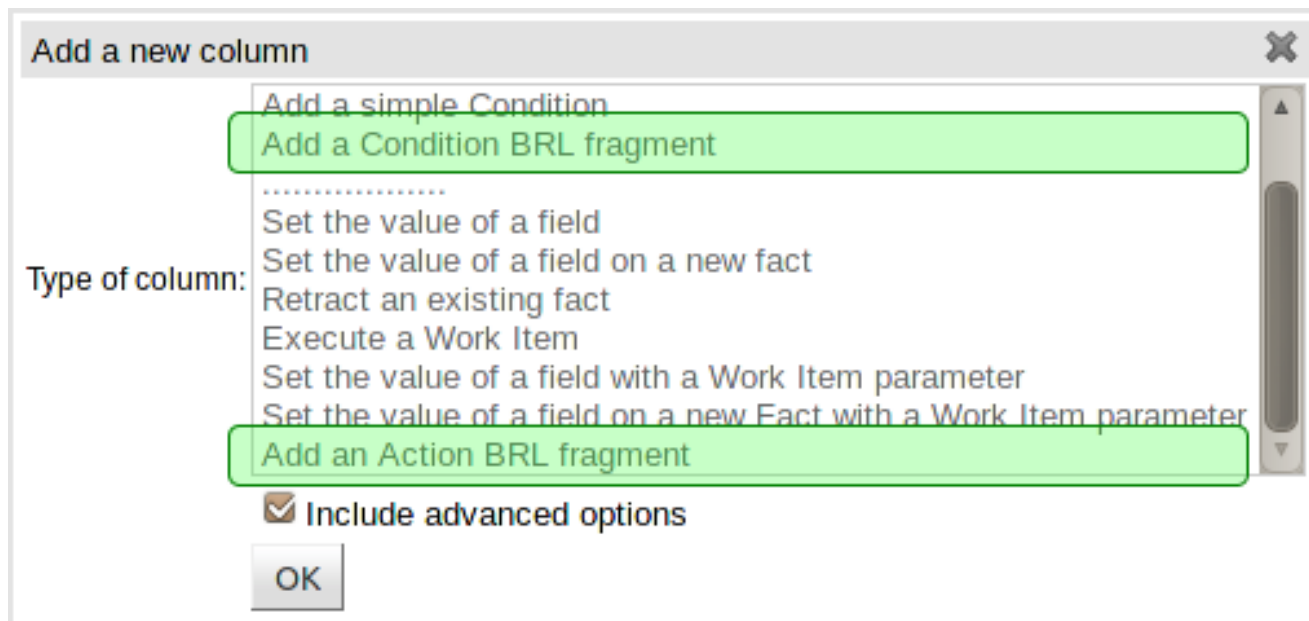 Add a new column
Add a simple Condition
Add a Condition BRL fragment
..................
Set the value of a field
Set the value of a field on a new fact
Type of column:
Retract an existing fact
Execute a Work Item
Set the value of a field with a Work Item parameter
Set the value of a field on a new Fact with a Work Item parameter
Add an Action BRL fragment
Include advanced options
OK